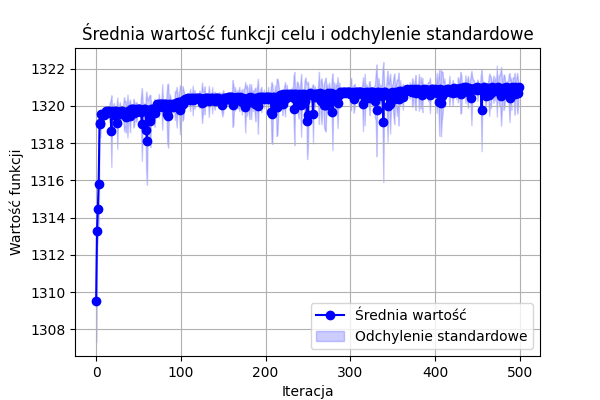 Średnia wartość funkcji celu i odchylenie standardowe
Wartość funkcji
1322
1320
1318
1316
1314
1312
1310
1308
0
100
200
300
400
500
Iteracja
Średnia wartość
Odchylenie standardowe